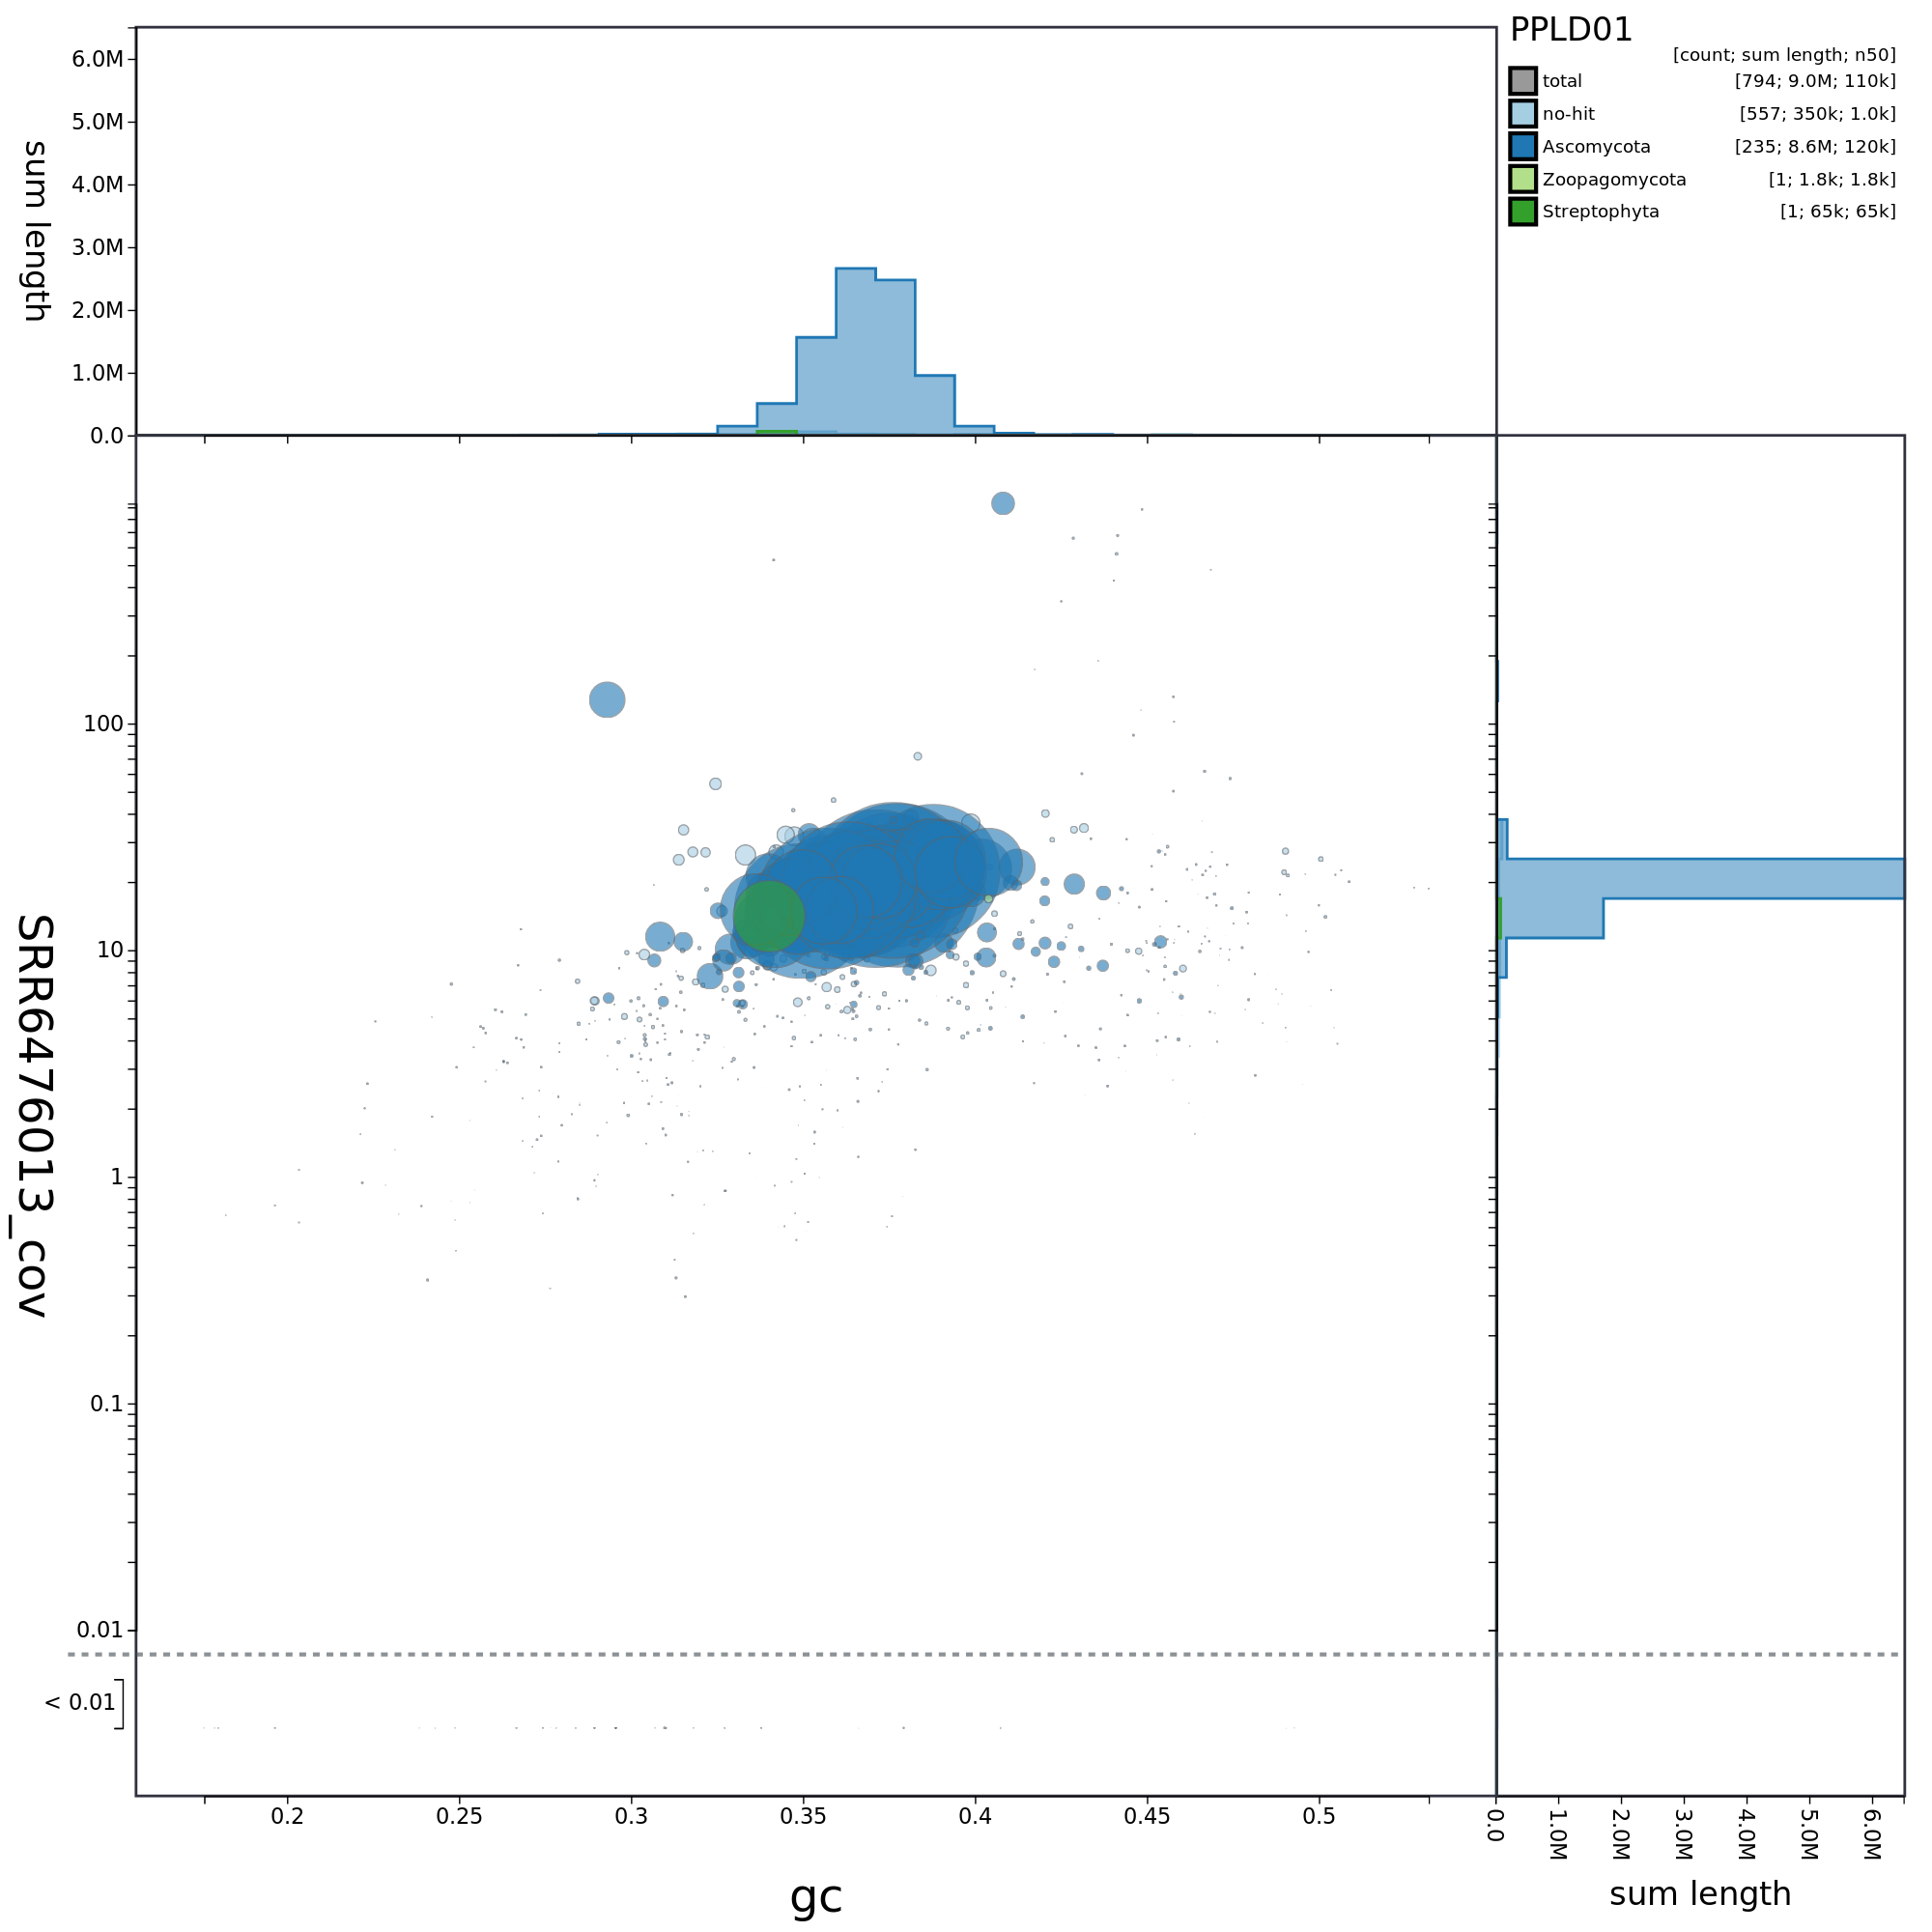 PPLD01
[count; sum length; n50]
total [794; 9.0M; 110k]
no-hit [557; 350k; 1.0k]
Ascomycota [235; 8.6M; 120k]
Zoopagomycota [1; 1.8k; 1.8k]
Streptophyta [1; 65k; 65k]
sum length
6.0M
5.0M
4.0M
3.0M
2.0M
1.0M
0.0
SRR6476013_cov
100
10
1
0.1
0.01
< 0.01
0.2 0.25 0.3 0.35 0.4 0.45 0.5
gc
0.0 1.0M 2.0M 3.0M 4.0M 5.0M 6.0M
sum length